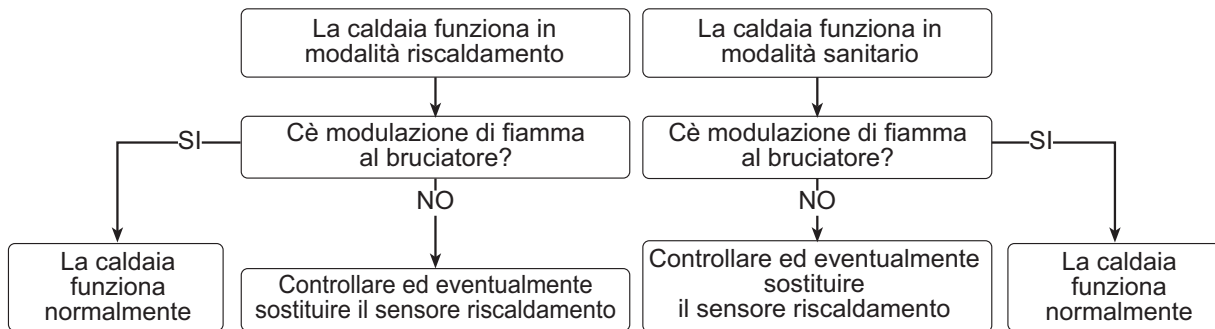 La caldaia funziona in
modalità riscaldamento
Cè modulazione di fiamma
al bruciatore?
SI
NO
La caldaia
funziona
normalmente
Controllare ed eventualmente
sostituire il sensore riscaldamento
La caldaia funziona in
modalità sanitario
Cè modulazione di fiamma
al bruciatore?
SI
NO
Controllare ed eventualmente
sostituire
il sensore riscaldamento
La caldaia
funziona
normalmente